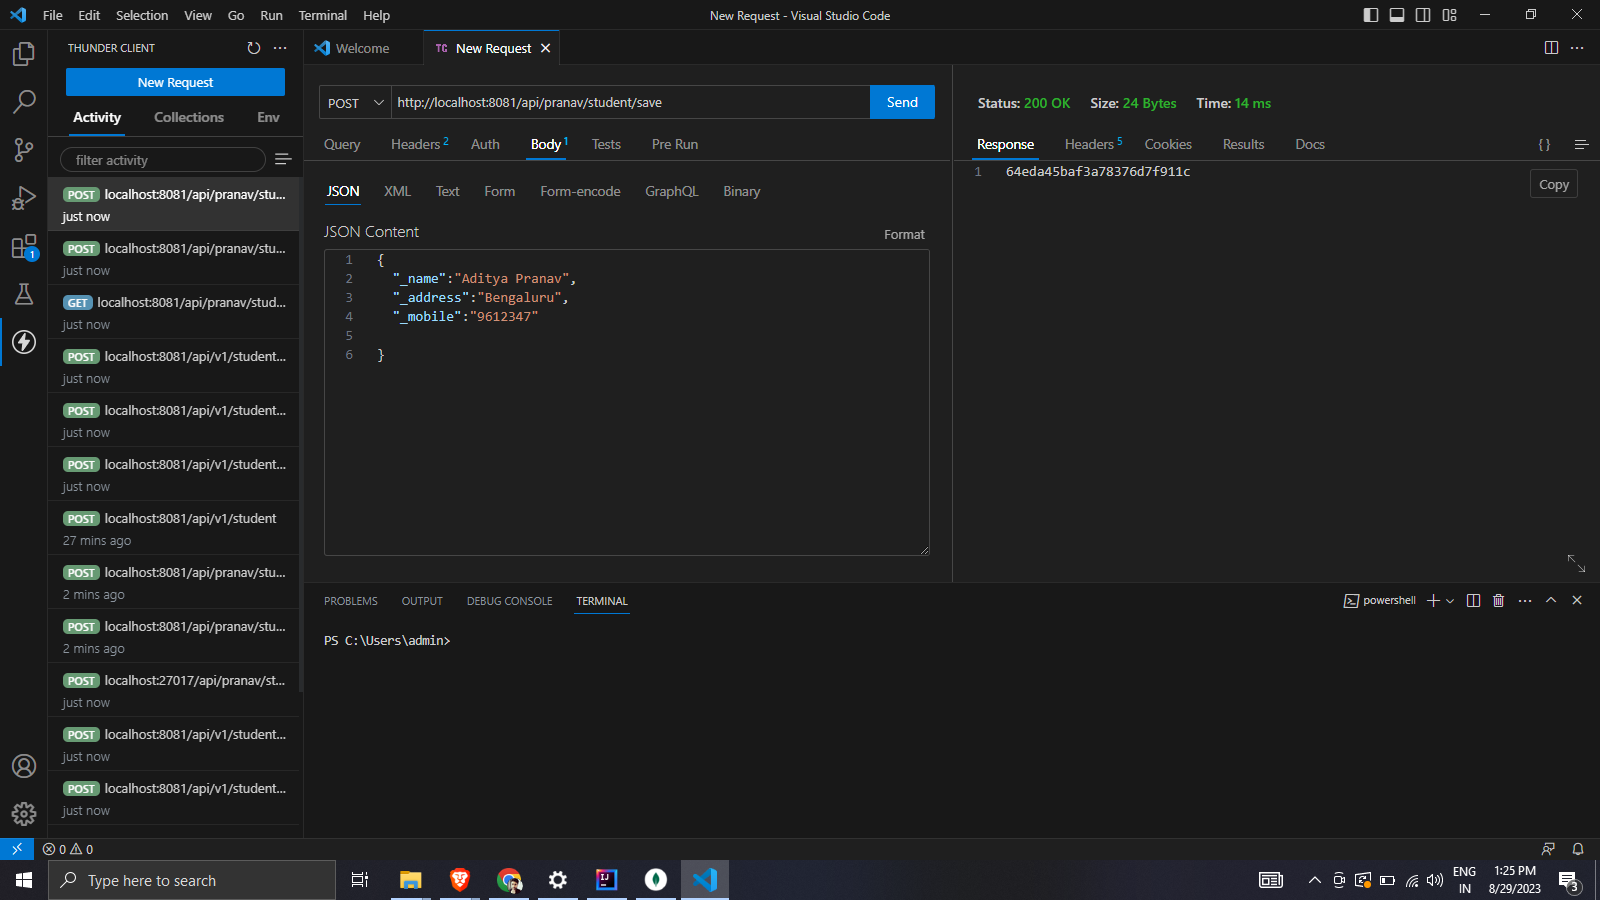 File Edit Selection View Go Run Terminal Help
New Request - Visual Studio Code
THUNDER CLIENT
New Request
Activity Collections Env
filter activity
POST localhost:8081/api/pranav/stu...
just now
POST localhost:8081/api/pranav/stu...
just now
GET localhost:8081/api/pranav/stud...
just now
POST localhost:8081/api/v1/student...
just now
POST localhost:8081/api/v1/student...
just now
POST localhost:8081/api/v1/student...
just now
POST localhost:8081/api/v1/student
27 mins ago
POST localhost:8081/api/pranav/stu...
2 mins ago
POST localhost:8081/api/pranav/stu...
2 mins ago
POST localhost:27017/api/pranav/st...
just now
POST localhost:8081/api/v1/student...
just now
POST localhost:8081/api/v1/student...
just now
1
Welcome
TC New Request
POST http://localhost:8081/api/pranav/student/save Send
Query Headers 2 Auth Body 1 Tests Pre Run
JSON XML Text Form Form-encode GraphQL Binary
JSON Content
Format
1 {
2 "_name":"Aditya Pranav",
3 "_address":"Bengaluru",
4 "_mobile":"9612347"
5
6 }
Status: 200 OK Size: 24 Bytes Time: 14 ms
Response Headers 5 Cookies Results Docs { }
1 64eda45baf3a78376d7f911c
Copy
PROBLEMS OUTPUT DEBUG CONSOLE TERMINAL
powershell
PS C:\Users\admin>
0 0
Type here to search
IJ
ENG
IN
1:25 PM
8/29/2023
3